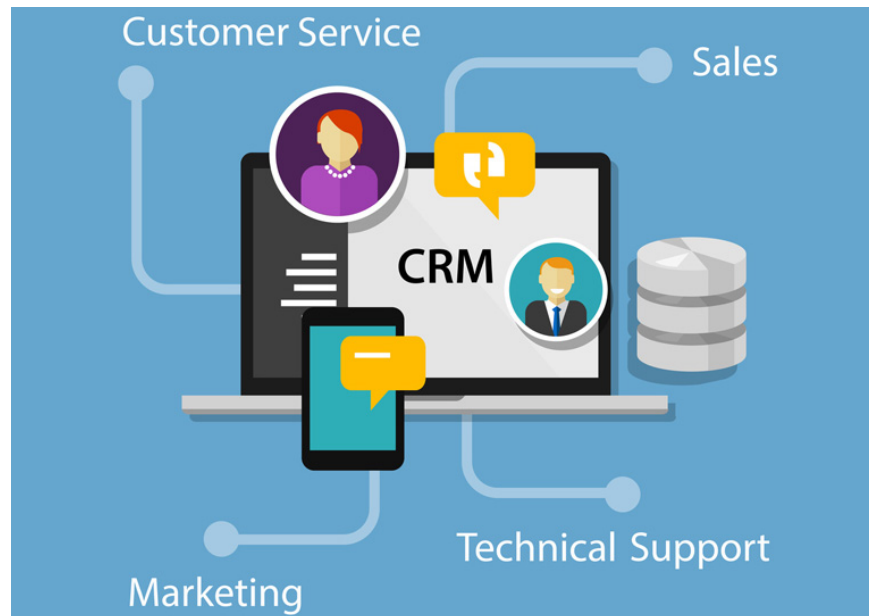 Customer Service
Sales
CRM
Technical Support
Marketing